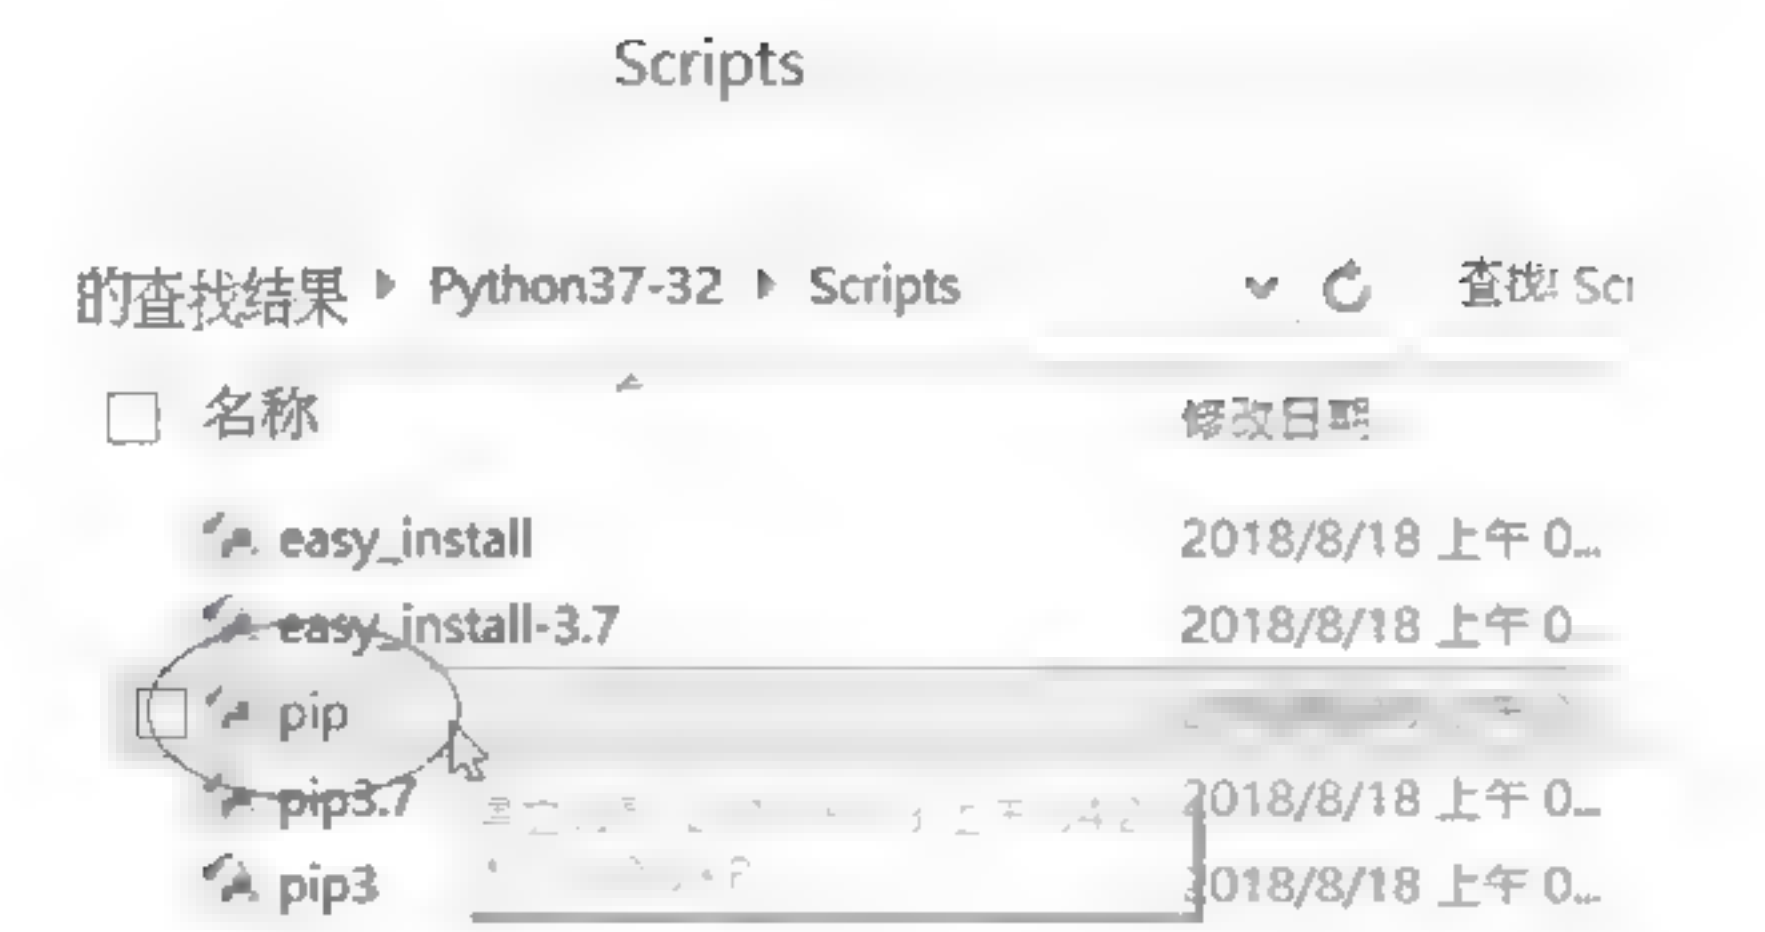 Scripts
的查找结果 Python37-32 Scripts 查找! Scr
名称 修改日期
easy_install 2018/8/18 上午 0...
easy_install-3.7 2018/8/18 上午 0
pip
pip3.7 2018/8/18 上午 0...
pip3 2018/8/18 上午 0...